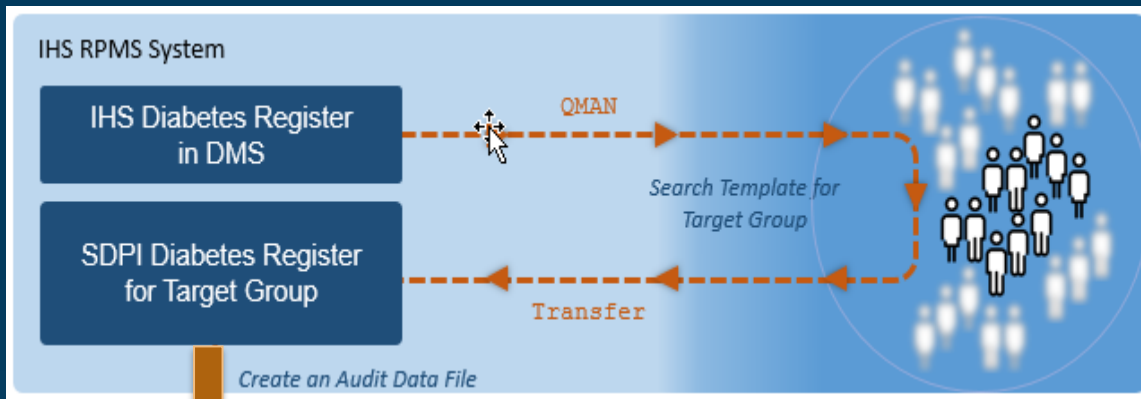 IHS RPMS System
IHS Diabetes Register
in DMS
QMAN
Search Template for
Target Group
SDPI Diabetes Register
for Target Group
Transfer
Create an Audit Data File